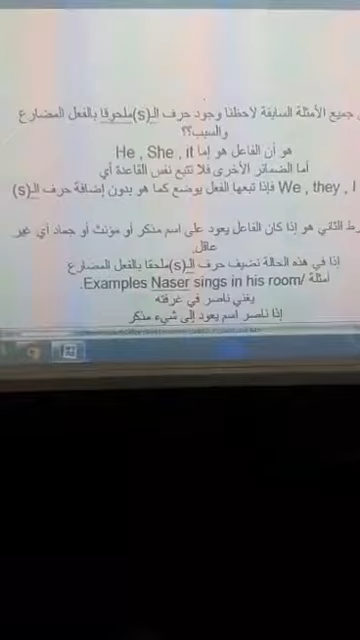 جميع الأمثلة السابقة لاحظنا وجود حرف الـ(s)ملحوقا بالفعل المضارع
والسبب؟؟
هو أن الفاعل هو إما He , She , it
أما الضمائر الأخرى فلا تتبع نفس القاعدة أي
We , they , I فإذا تبعها الفعل يوضع كما هو بدون إضافة حرف الـ(s)
الثاني هو إذا كان الفاعل يعود على اسم مذكر أو مؤنث أو جماد أي غير
عاقل.
إذا في هذه الحالة نضيف حرف الـ(s)ملحقا بالفعل المضارع
أمثلة /Examples Naser sings in his room.
يغني ناصر في غرفته
إذا ناصر اسم يعود إلى شيء مذكر